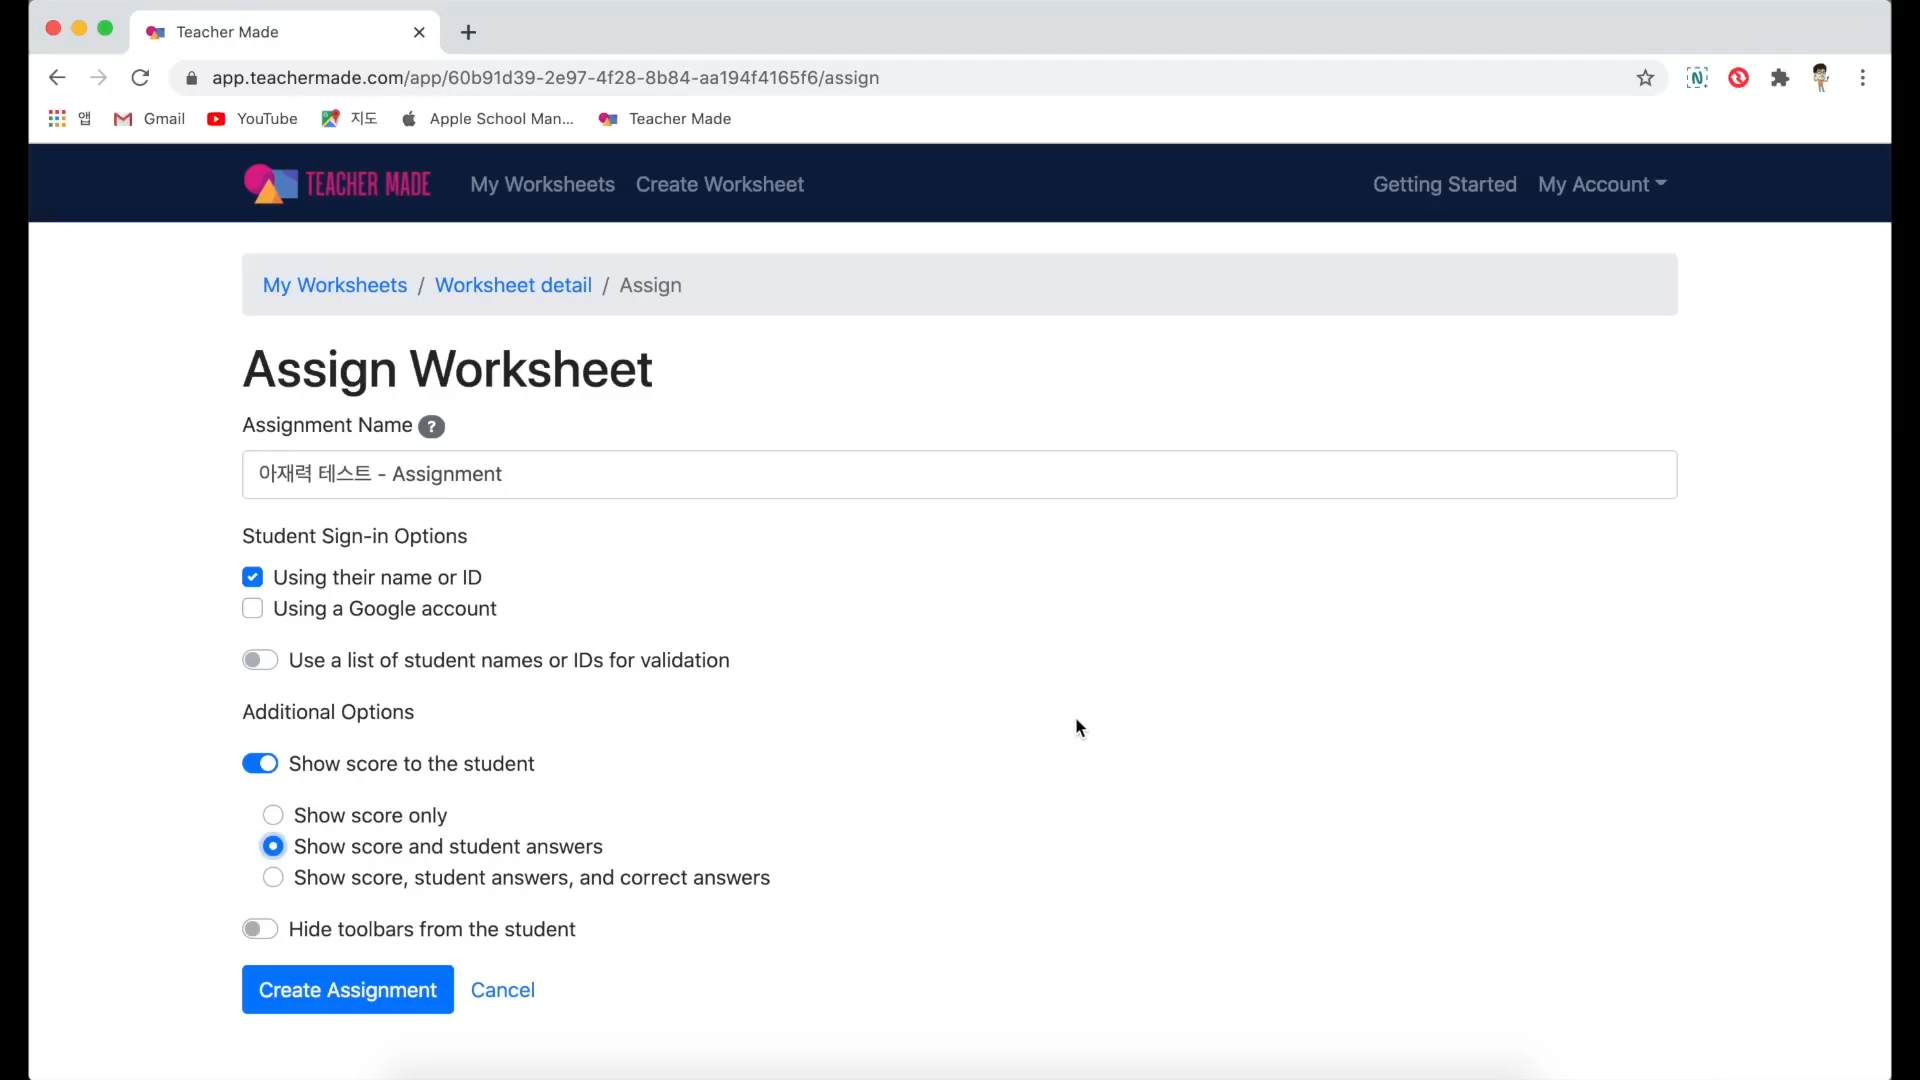 Teacher Made
app.teachermade.com/app/60b91d39-2e97-4f28-8b84-aa194f4165f6/assign
앱 Gmail YouTube 지도 Apple School Man... Teacher Made
TEACHER MADE My Worksheets Create Worksheet Getting Started My Account
My Worksheets / Worksheet detail / Assign
Assign Worksheet
Assignment Name ?
아재력 테스트 - Assignment
Student Sign-in Options
Using their name or ID
Using a Google account
Use a list of student names or IDs for validation
Additional Options
Show score to the student
Show score only
Show score and student answers
Show score, student answers, and correct answers
Hide toolbars from the student
Create Assignment Cancel